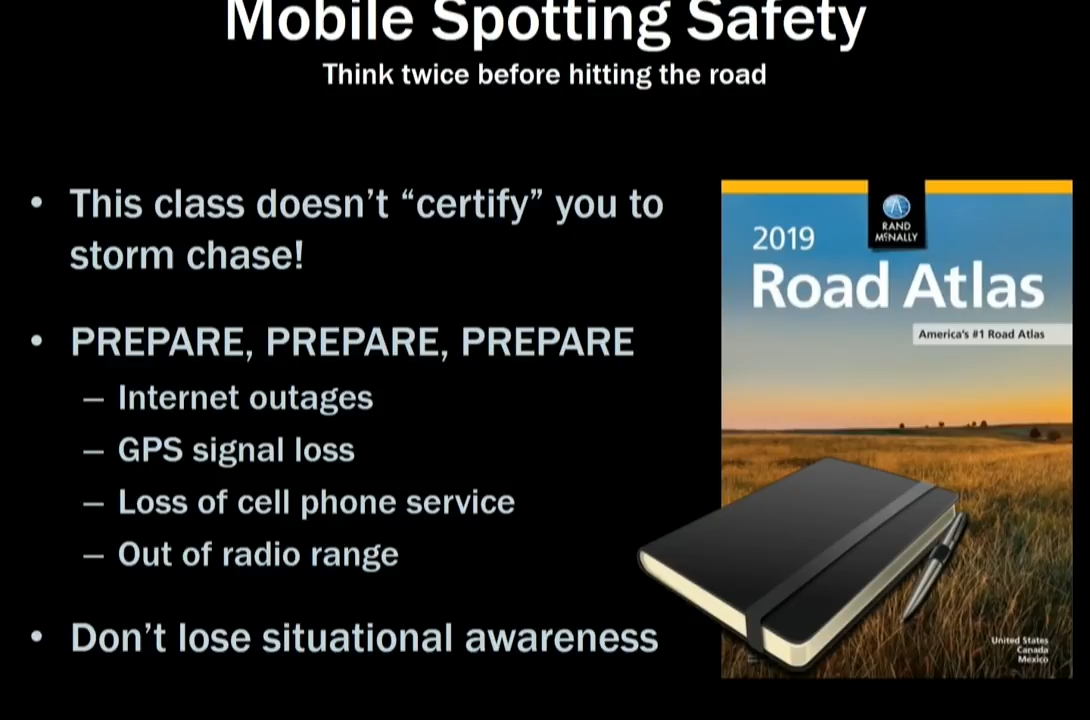 Mobile Spotting Safety
Think twice before hitting the road
• This class doesn’t “certify” you to
storm chase!
• PREPARE, PREPARE, PREPARE
– Internet outages
– GPS signal loss
– Loss of cell phone service
– Out of radio range
• Don’t lose situational awareness
RAND
MCNALLY
2019
Road Atlas
America's #1 Road Atlas
United States
Canada
Mexico